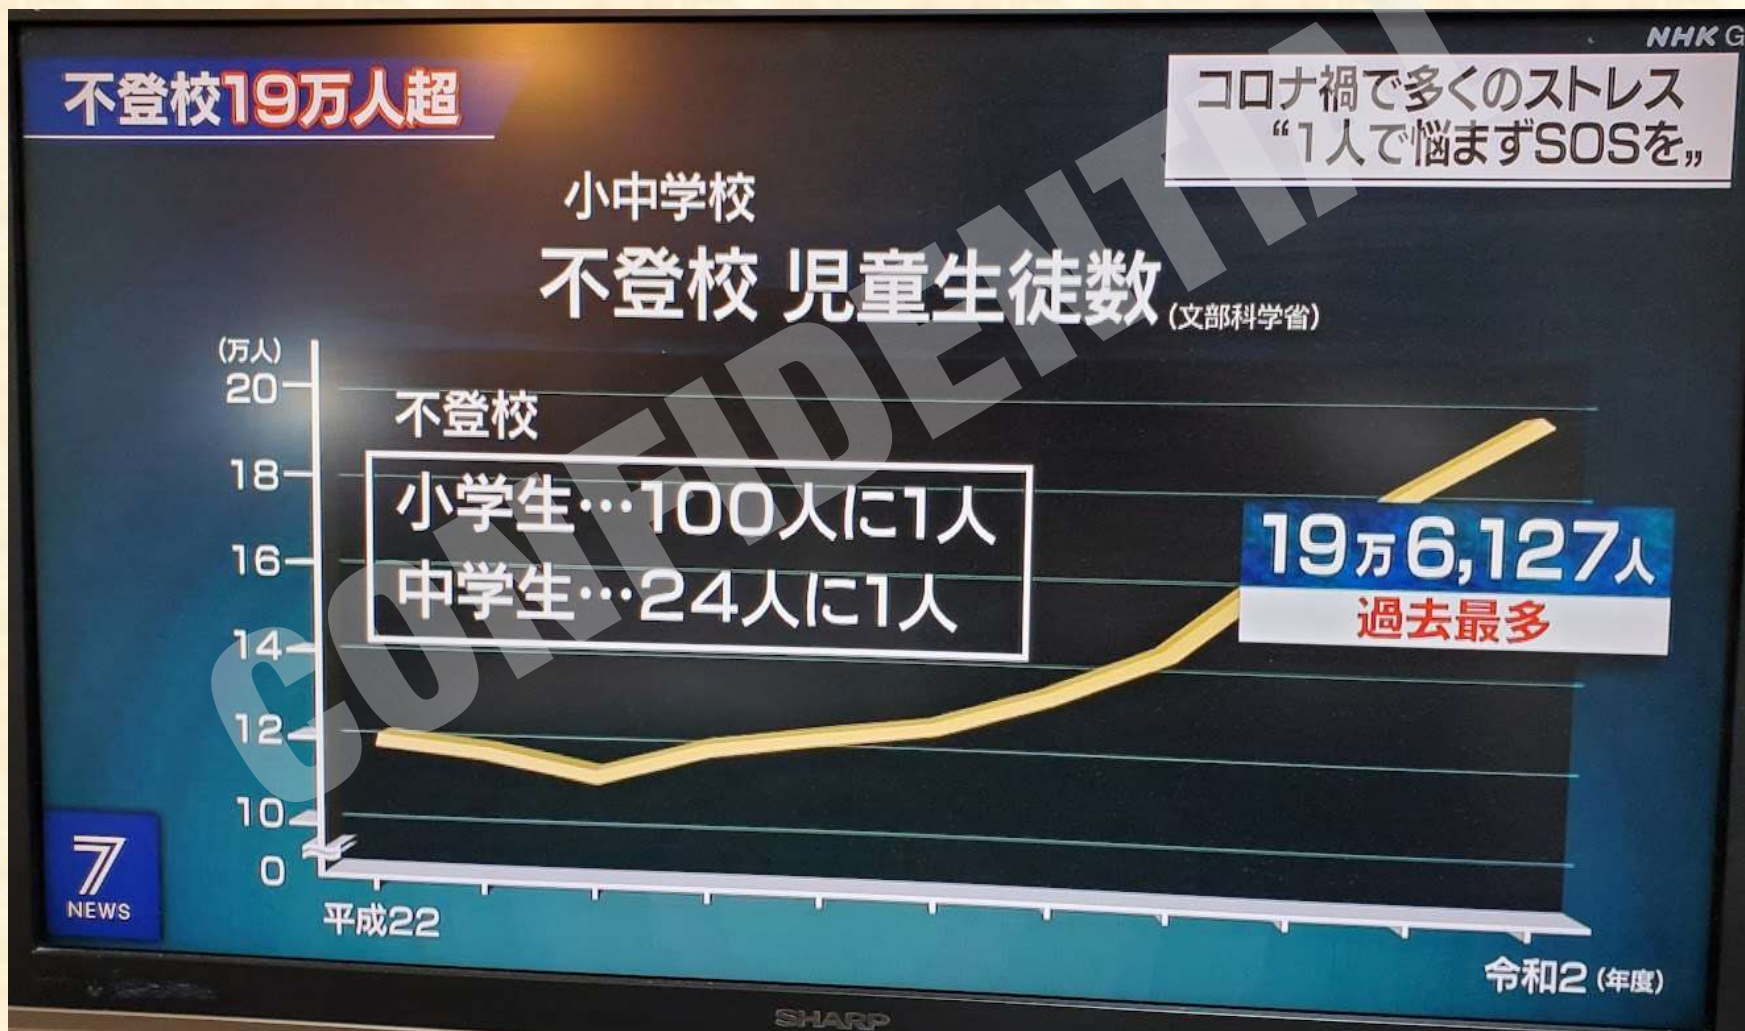 NHK G
不登校19万人超
コロナ禍で多くのストレス
“1人で悩まずSOSを„
小中学校
不登校 児童生徒数(文部科学省)
(万人)
20
18
16
14
12
10
0
不登校
小学生…100人に1人
中学生…24人に1人
19万6,127人
過去最多
平成22
令和2(年度)
7
NEWS
SHARP
CONFIDENTIAL